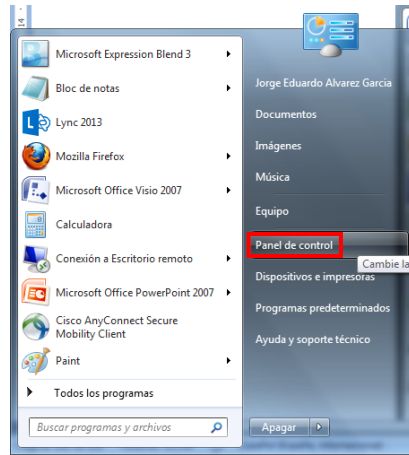 Microsoft Expression Blend 3
Bloc de notas
Lync 2013
Mozilla Firefox
Microsoft Office Visio 2007
Calculadora
Conexión a Escritorio remoto
Microsoft Office PowerPoint 2007
Cisco AnyConnect Secure
Mobility Client
Paint
Todos los programas
Buscar programas y archivos
Jorge Eduardo Alvarez Garcia
Documentos
Imágenes
Música
Equipo
Panel de control
Cambie la
Dispositivos e impresoras
Programas predeterminados
Ayuda y soporte técnico
Apagar